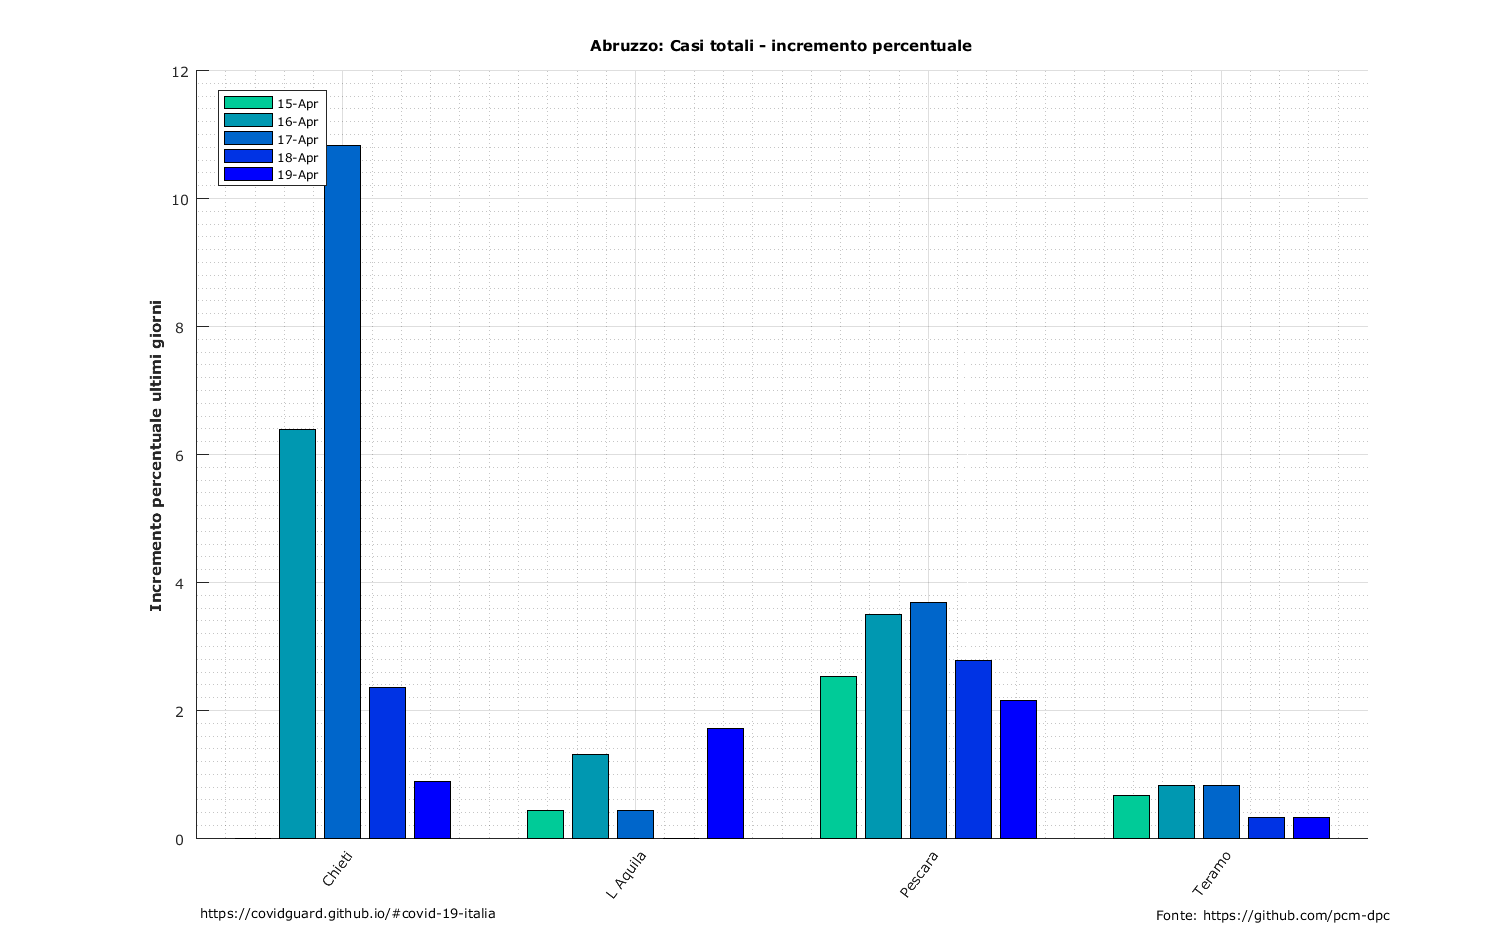 Abruzzo: Casi totali - incremento percentuale
12
10
8
6
4
2
0
Incremento percentuale ultimi giorni
15-Apr
16-Apr
17-Apr
18-Apr
19-Apr
Chieti
L Aquila
Pescara
Teramo
https://covidguard.github.io/#covid-19-italia
Fonte: https://github.com/pcm-dpc